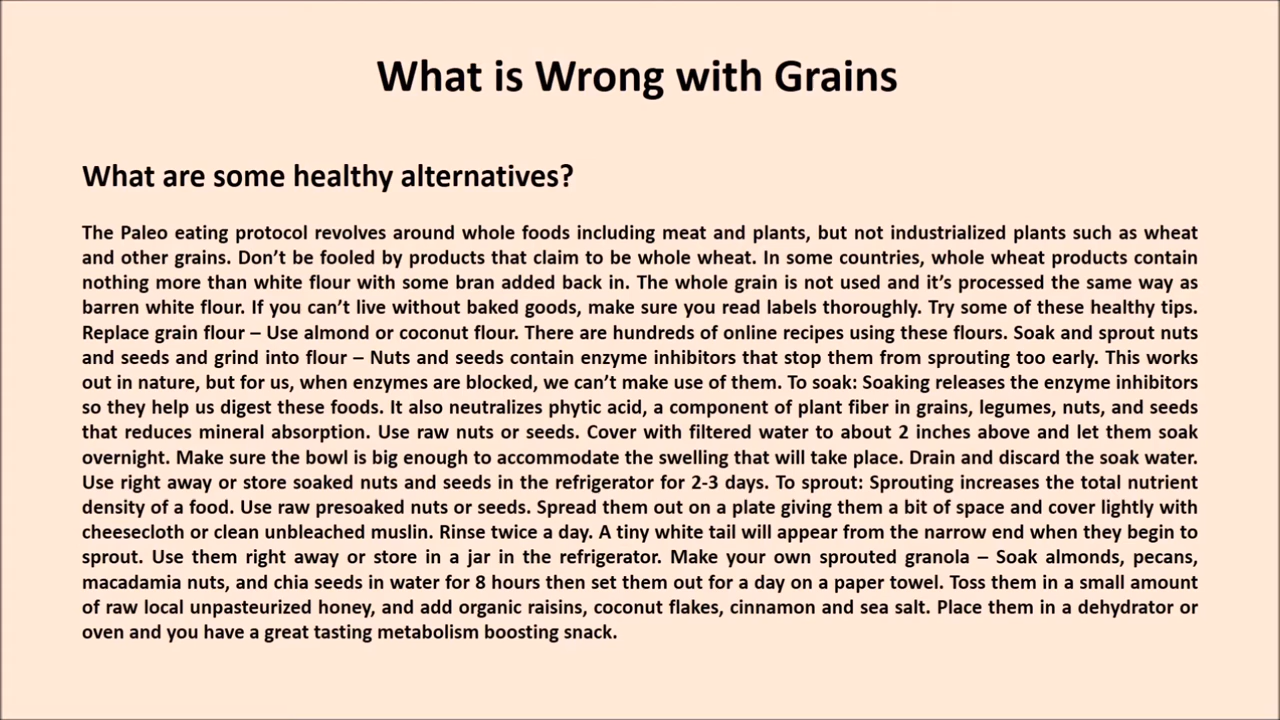 What is Wrong with Grains
What are some healthy alternatives?
The Paleo eating protocol revolves around whole foods including meat and plants, but not industrialized plants such as wheat
and other grains. Don’t be fooled by products that claim to be whole wheat. In some countries, whole wheat products contain
nothing more than white flour with some bran added back in. The whole grain is not used and it’s processed the same way as
barren white flour. If you can’t live without baked goods, make sure you read labels thoroughly. Try some of these healthy tips.
Replace grain flour – Use almond or coconut flour. There are hundreds of online recipes using these flours. Soak and sprout nuts
and seeds and grind into flour – Nuts and seeds contain enzyme inhibitors that stop them from sprouting too early. This works
out in nature, but for us, when enzymes are blocked, we can’t make use of them. To soak: Soaking releases the enzyme inhibitors
so they help us digest these foods. It also neutralizes phytic acid, a component of plant fiber in grains, legumes, nuts, and seeds
that reduces mineral absorption. Use raw nuts or seeds. Cover with filtered water to about 2 inches above and let them soak
overnight. Make sure the bowl is big enough to accommodate the swelling that will take place. Drain and discard the soak water.
Use right away or store soaked nuts and seeds in the refrigerator for 2-3 days. To sprout: Sprouting increases the total nutrient
density of a food. Use raw presoaked nuts or seeds. Spread them out on a plate giving them a bit of space and cover lightly with
cheesecloth or clean unbleached muslin. Rinse twice a day. A tiny white tail will appear from the narrow end when they begin to
sprout. Use them right away or store in a jar in the refrigerator. Make your own sprouted granola – Soak almonds, pecans,
macadamia nuts, and chia seeds in water for 8 hours then set them out for a day on a paper towel. Toss them in a small amount
of raw local unpasteurized honey, and add organic raisins, coconut flakes, cinnamon and sea salt. Place them in a dehydrator or
oven and you have a great tasting metabolism boosting snack.